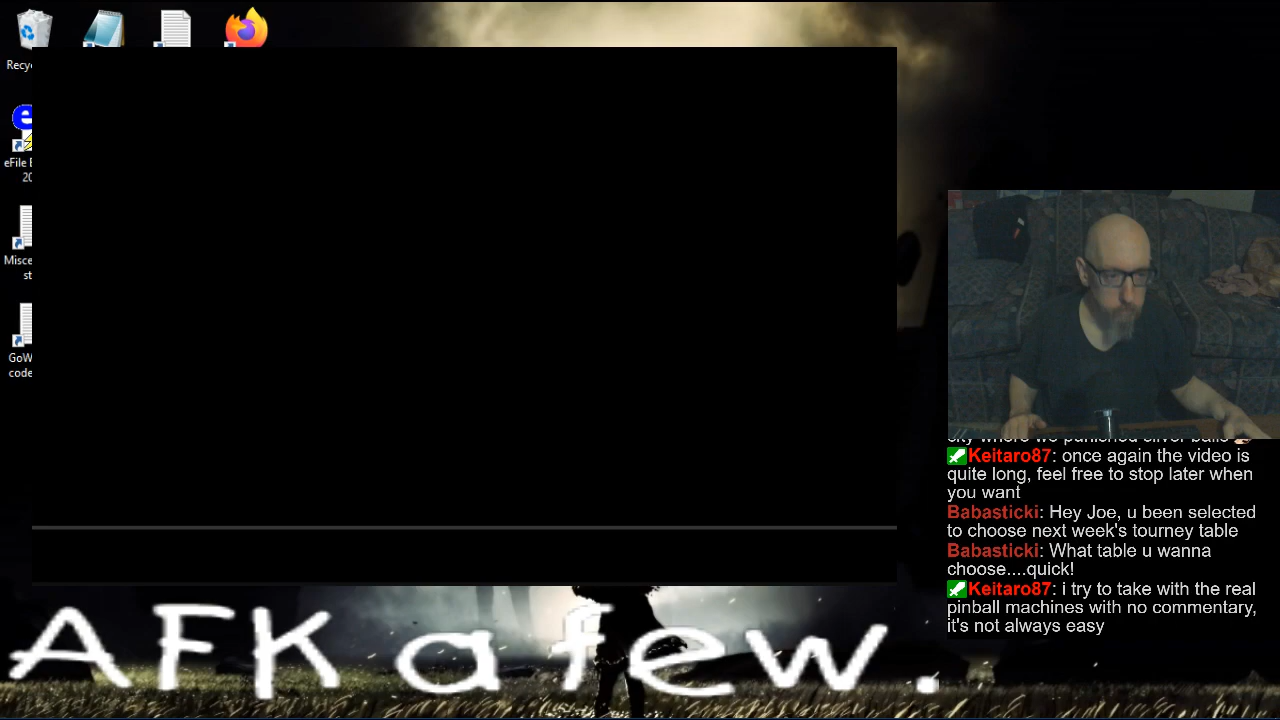 Recy
eFile E
20
Misce
st
GoW
code
Keitaro87: once again the video is
quite long, feel free to stop later when
you want
Babasticki: Hey Joe, u been selected
to choose next week's tourney table
Babasticki: What table u wanna
choose....quick!
Keitaro87: i try to take with the real
pinball machines with no commentary,
it's not always easy
AFK a few.